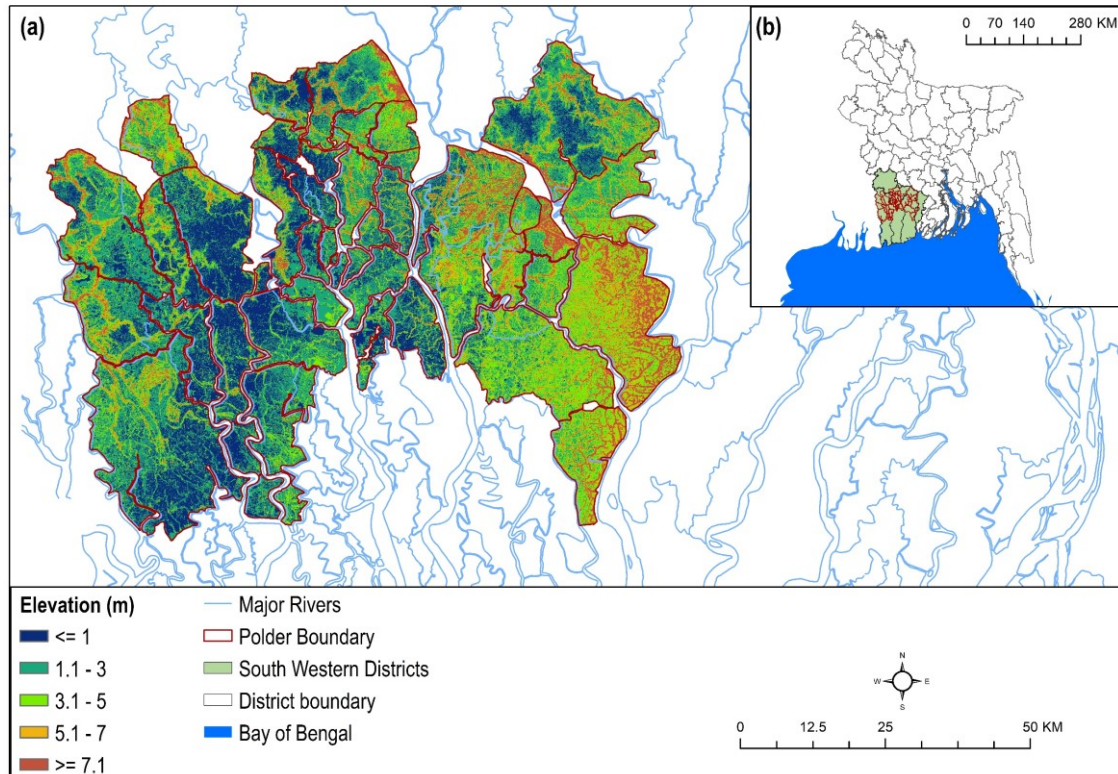 (a)
(b)
0 70 140 280 KM
Elevation (m)
<= 1
1.1 - 3
3.1 - 5
5.1 - 7
>= 7.1
Major Rivers
Polder Boundary
South Western Districts
District boundary
Bay of Bengal
N
W E
S
0 12.5 25 50 KM